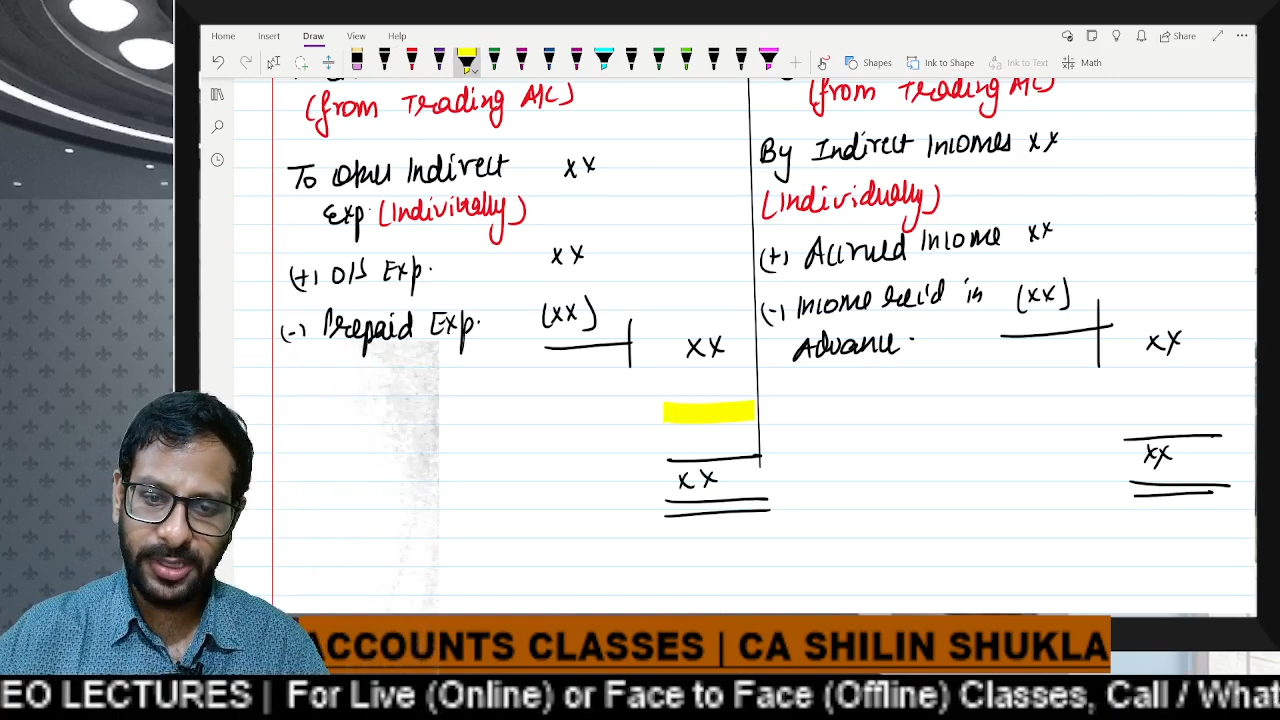 Home Insert Draw View Help
Share
Shapes Ink to Shape Ink to Text Math
(from Trading A/C)
To Other Indirect XX
Exp. (Indivirally)
(+) O/S Exp. XX
(-) Prepaid Exp. (XX)
XX
XX
(from Trading A/C)
By Indirect Incomes XX
(Individually)
(+) Accrued Income XX
(-) Income recd in (XX)
Advance.
XX
XX
ACCOUNTS CLASSES | CA SHILIN SHUKLA
EO LECTURES | For Live (Online) or Face to Face (Offline) Classes, Call / What